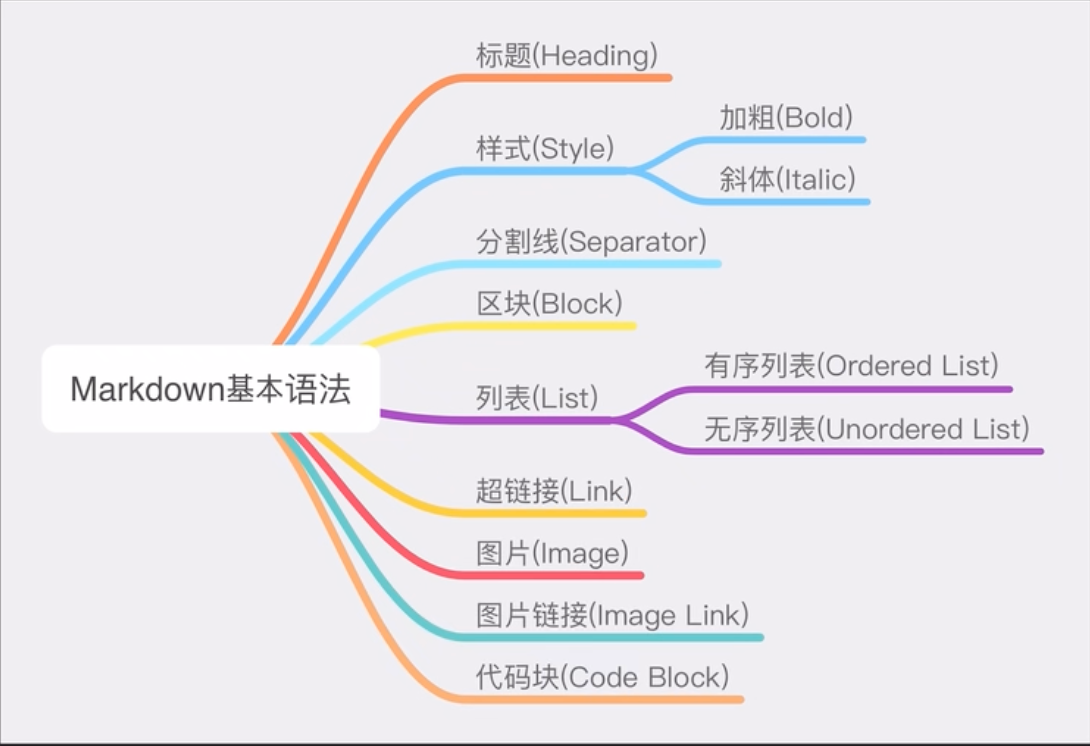 标题(Heading)
样式(Style)
加粗(Bold)
斜体(Italic)
分割线(Separator)
区块(Block)
Markdown基本语法
列表(List)
有序列表(Ordered List)
无序列表(Unordered List)
超链接(Link)
图片(Image)
图片链接(Image Link)
代码块(Code Block)